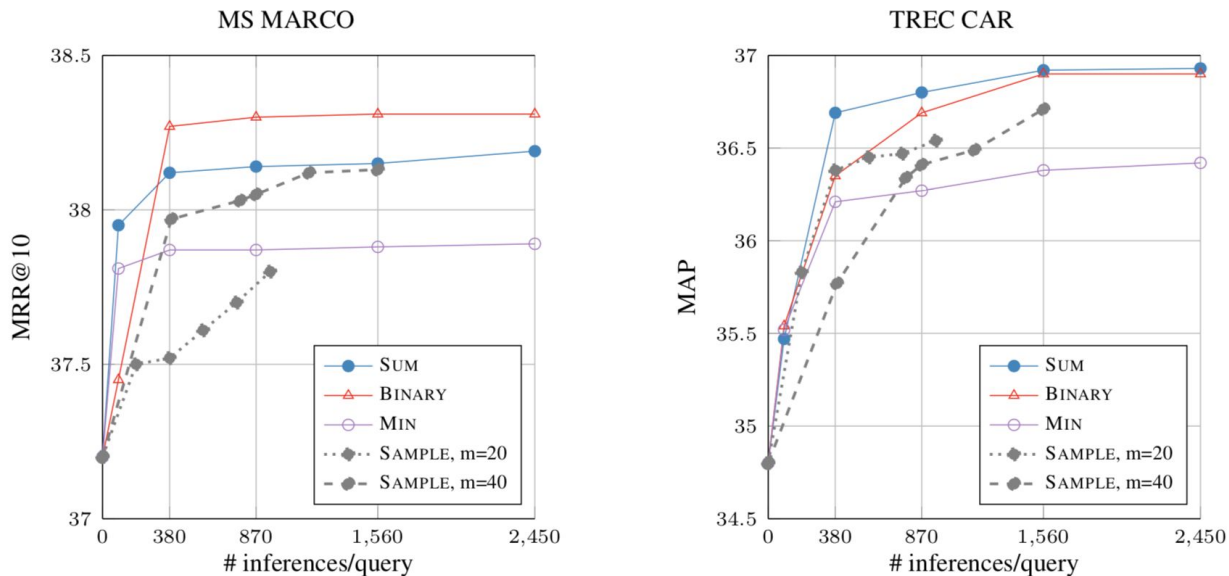 MS MARCO
38.5
38
37.5
37
MRR@10
0 380 870 1,560 2,450
# inferences/query
SUM
BINARY
MIN
SAMPLE, m=20
SAMPLE, m=40
TREC CAR
37
36.5
36
35.5
35
34.5
MAP
0 380 870 1,560 2,450
# inferences/query
SUM
BINARY
MIN
SAMPLE, m=20
SAMPLE, m=40